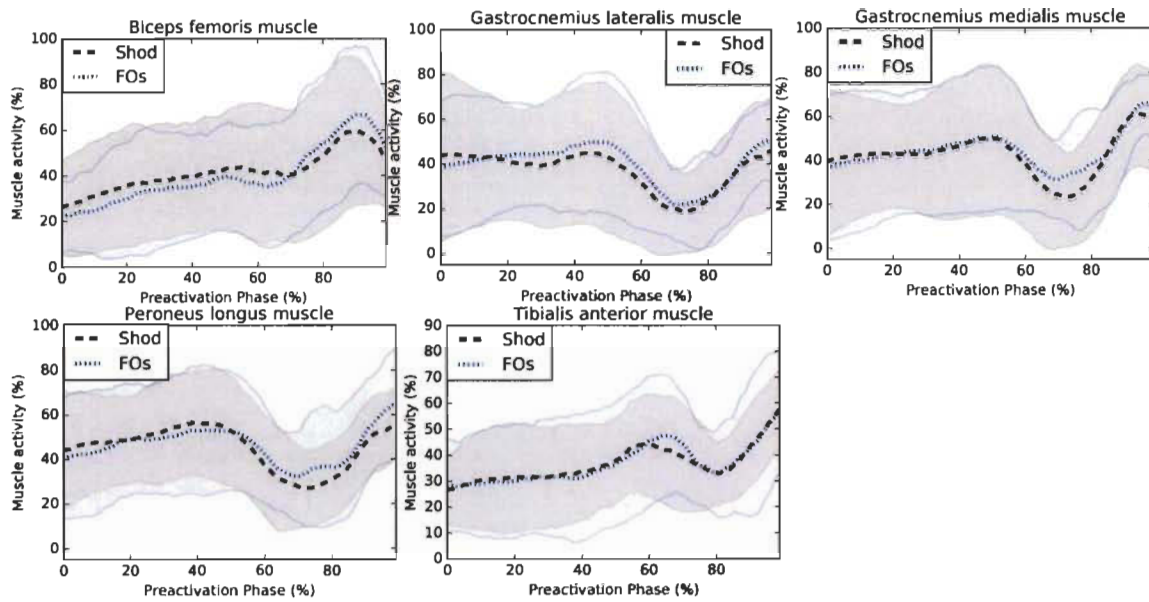 Biceps femoris muscle
Muscle activity (%)
100
80
60
40
20
0
Shod
FOs
0 20 40 60 80
Preactivation Phase (%)
Gastrocnemius lateralis muscle
Muscle activity (%)
100
80
60
40
20
0
Shod
FOs
0 20 40 60 80
Preactivation Phase (%)
Gastrocnemius medialis muscle
Muscle activity (%)
100
80
60
40
20
0
Shod
FOs
0 20 40 60 80
Preactivation Phase (%)
Peroneus longus muscle
Muscle activity (%)
100
80
60
40
20
0
Shod
FOs
0 20 40 60 80
Preactivation Phase (%)
Tibialis anterior muscle
Muscle activity (%)
90
80
70
60
50
40
30
20
10
0
Shod
FOs
0 20 40 60 80
Preactivation Phase (%)